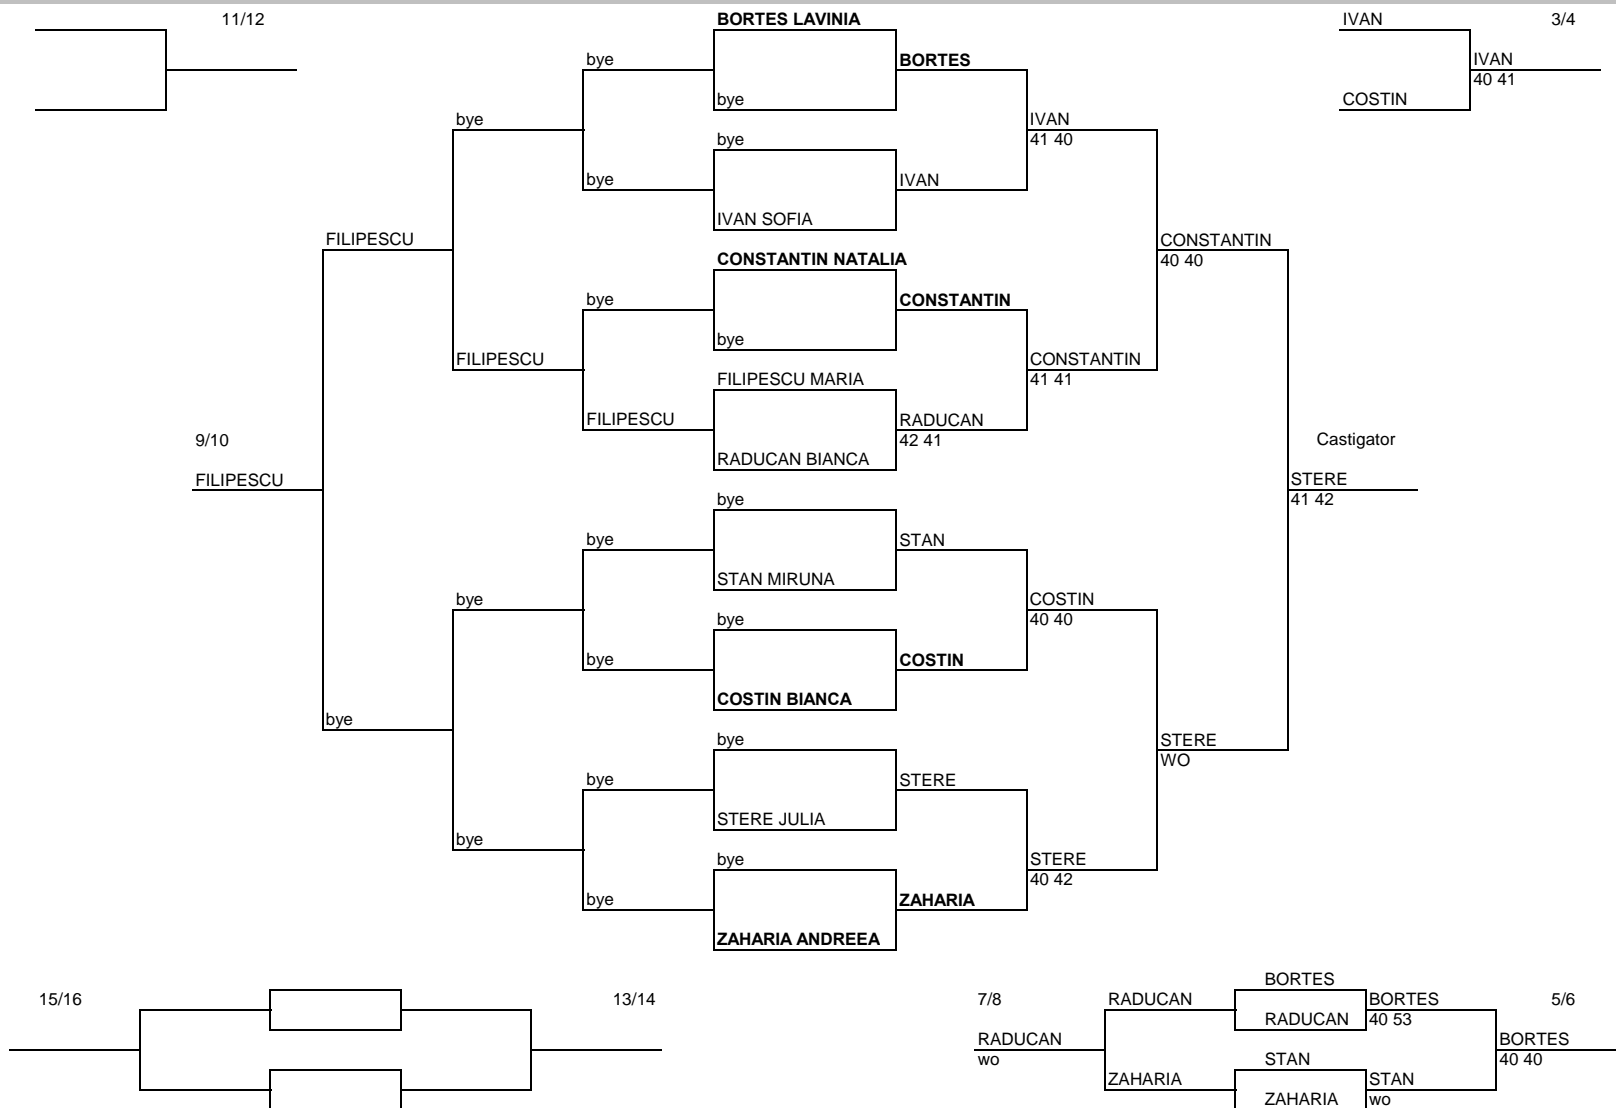 11/12
BORTES LAVINIA
IVAN
3/4
bye
BORTES
IVAN
40 41
bye
COSTIN
bye
IVAN
41 40
bye
bye
IVAN
IVAN SOFIA
FILIPESCU
CONSTANTIN
40 40
CONSTANTIN NATALIA
bye
CONSTANTIN
bye
FILIPESCU
CONSTANTIN
41 41
FILIPESCU MARIA
FILIPESCU
RADUCAN
42 41
9/10
Castigator
RADUCAN BIANCA
FILIPESCU
STERE
41 42
bye
bye
STAN
STAN MIRUNA
bye
COSTIN
40 40
bye
bye
COSTIN
COSTIN BIANCA
bye
bye
STERE
WO
bye
STERE
STERE JULIA
bye
bye
STERE
40 42
bye
ZAHARIA
ZAHARIA ANDREEA
15/16
13/14
7/8
RADUCAN
BORTES
BORTES
5/6
RADUCAN
40 53
RADUCAN
wo
BORTES
40 40
STAN
ZAHARIA
STAN
ZAHARIA
wo